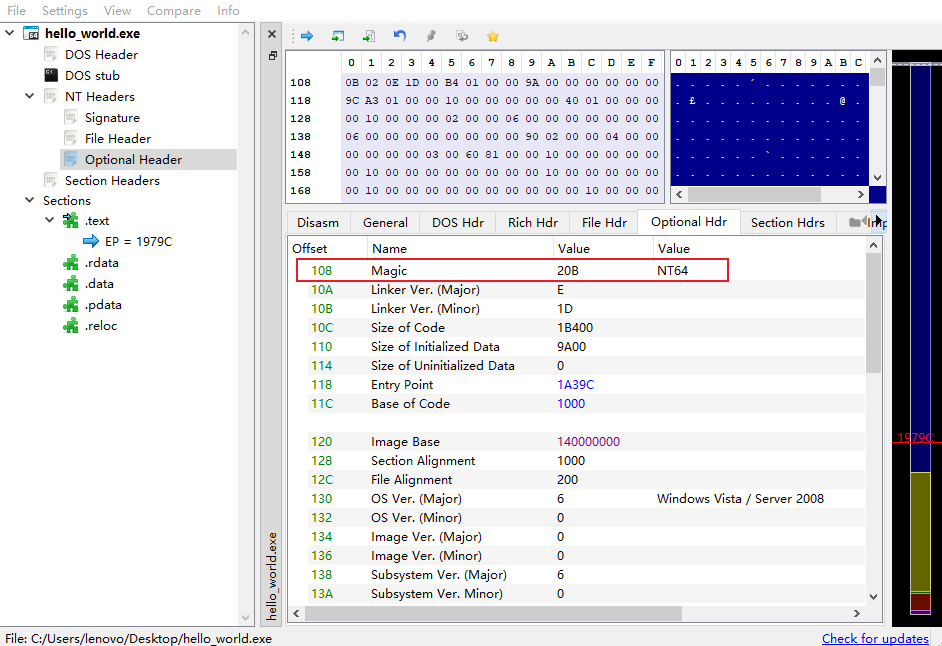 File Settings View Compare Info
hello_world.exe
DOS Header
DOS stub
NT Headers
Signature
File Header
Optional Header
Section Headers
Sections
.text
EP = 1979C
.rdata
.data
.pdata
.reloc
hello_world.exe
0 1 2 3 4 5 6 7 8 9 A B C D E F
108 0B 02 0E 1D 00 B4 01 00 00 9A 00 00 00 00 00 00
118 9C A3 01 00 00 10 00 00 00 00 00 40 01 00 00 00
128 00 10 00 00 00 02 00 00 06 00 00 00 00 00 00 00
138 06 00 00 00 00 00 00 00 00 90 02 00 00 04 00 00
148 00 00 00 00 03 00 60 81 00 00 10 00 00 00 00 00
158 00 10 00 00 00 00 00 00 00 00 10 00 00 00 00 00
168 00 10 00 00 00 00 00 00 00 00 00 00 10 00 00 00
0 1 2 3 4 5 6 7 8 9 A B C
. . . . . ´ . . . . . . .
. £ . . . . . . . . . @ .
. . . . . . . . . . . . .
. . . . . . . . . . . . .
. . . . . . ` . . . . . .
. . . . . . . . . . . . .
Disasm General DOS Hdr Rich Hdr File Hdr Optional Hdr Section Hdrs Imp
Offset Name Value Value
108 Magic 20B NT64
10A Linker Ver. (Major) E
10B Linker Ver. (Minor) 1D
10C Size of Code 1B400
110 Size of Initialized Data 9A00
114 Size of Uninitialized Data 0
118 Entry Point 1A39C
11C Base of Code 1000
120 Image Base 140000000
128 Section Alignment 1000
12C File Alignment 200
130 OS Ver. (Major) 6 Windows Vista / Server 2008
132 OS Ver. (Minor) 0
134 Image Ver. (Major) 0
136 Image Ver. (Minor) 0
138 Subsystem Ver. (Major) 6
13A Subsystem Ver. Minor) 0
1979C
File: C:/Users/lenovo/Desktop/hello_world.exe
Check for updates